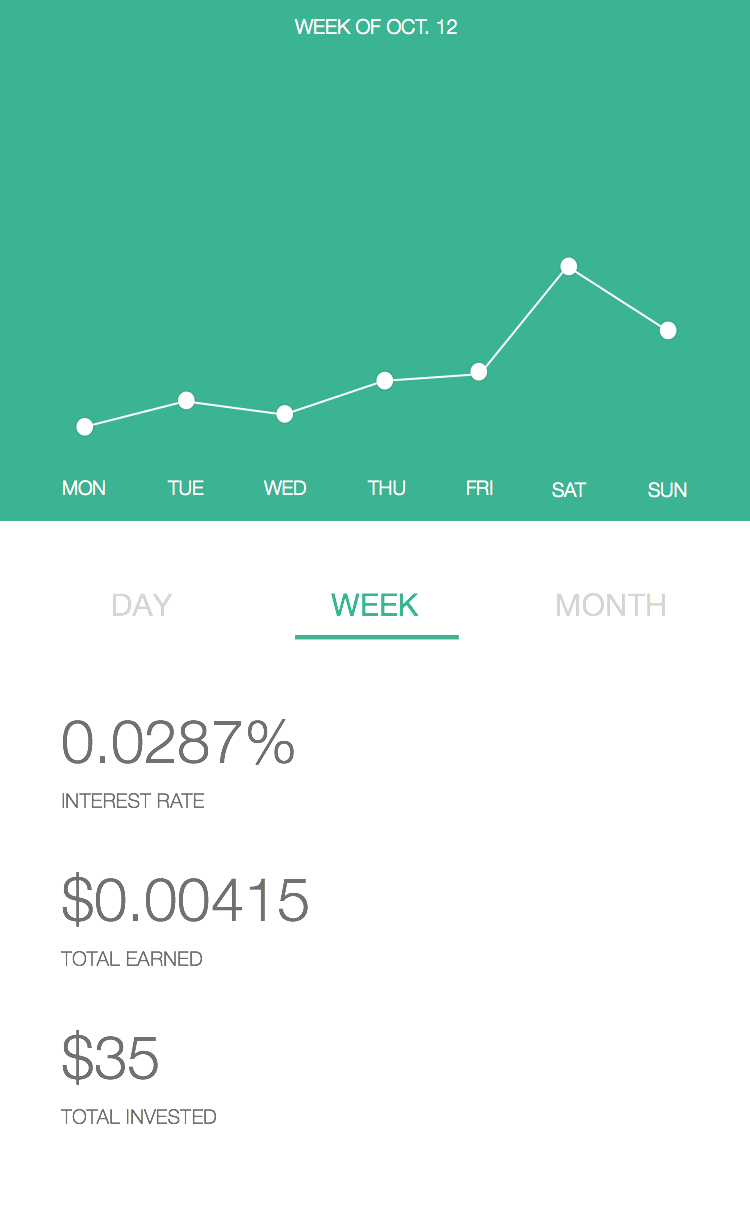 WEEK OF OCT. 12
MON TUE WED THU FRI SAT SUN
DAY WEEK MONTH
0.0287%
INTEREST RATE
$0.00415
TOTAL EARNED
$35
TOTAL INVESTED